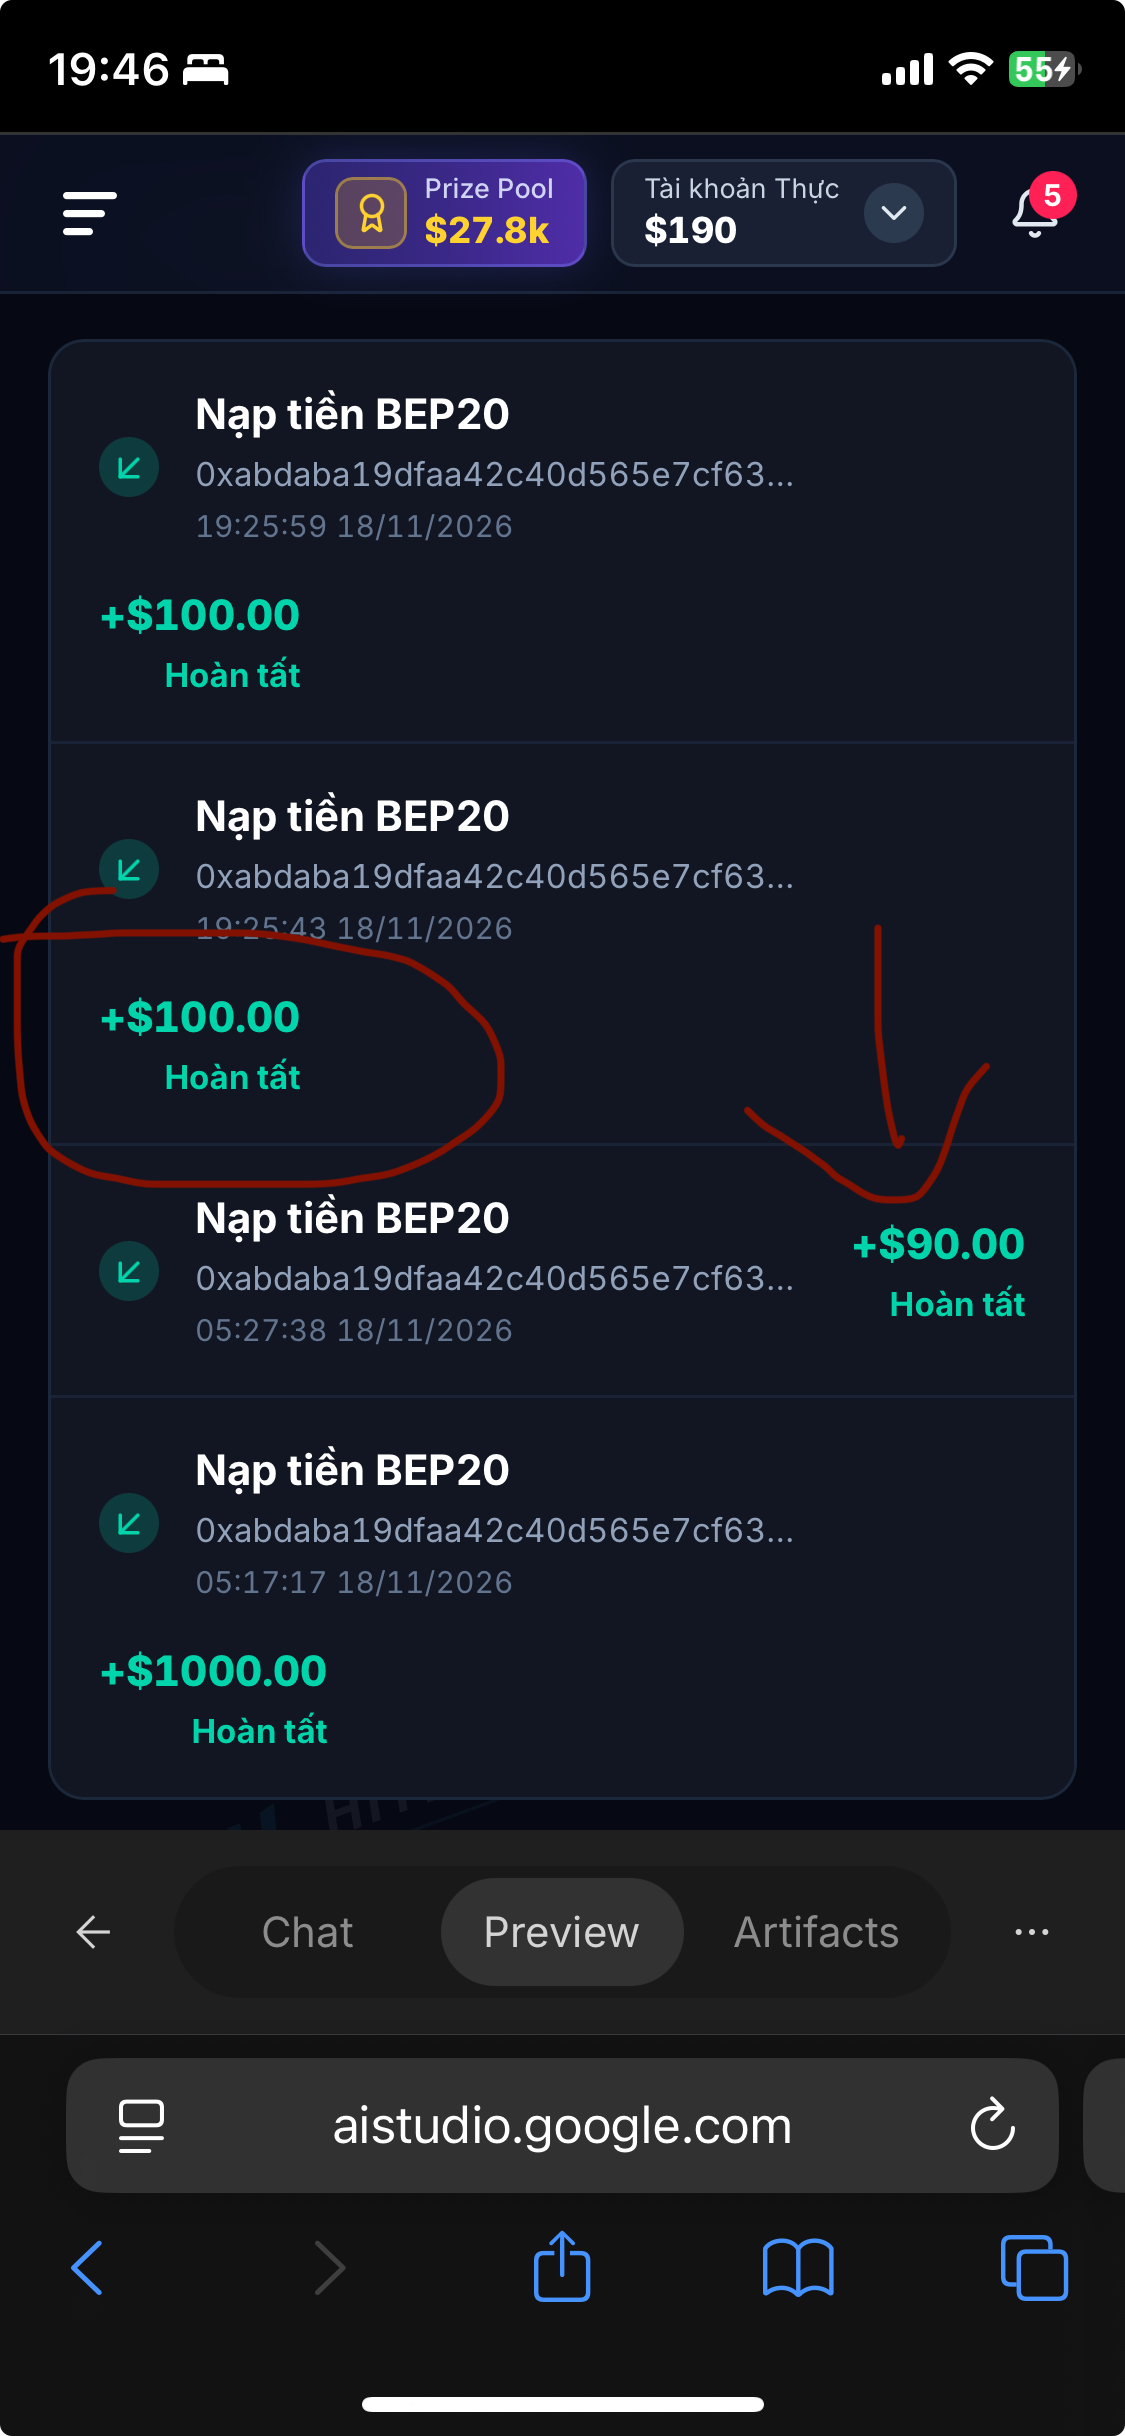 19:46
55
Prize Pool
$27.8k
Tài khoản Thực
$190
5
Nạp tiền BEP20
0xabdaba19dfaa42c40d565e7cf63...
19:25:59 18/11/2026
+$100.00
Hoàn tất
Nạp tiền BEP20
0xabdaba19dfaa42c40d565e7cf63...
19:25:43 18/11/2026
+$100.00
Hoàn tất
Nạp tiền BEP20
0xabdaba19dfaa42c40d565e7cf63...
05:27:38 18/11/2026
+$90.00
Hoàn tất
Nạp tiền BEP20
0xabdaba19dfaa42c40d565e7cf63...
05:17:17 18/11/2026
+$1000.00
Hoàn tất
Chat
Preview
Artifacts
aistudio.google.com